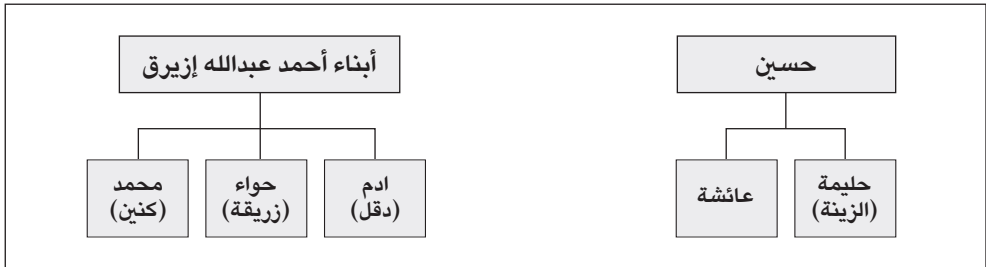 حسين
حليمة
(الزينة)
عائشة
أبناء أحمد عبدالله إزيرق
ادم
(دقل)
حواء
(زريقة)
محمد
(كنين)